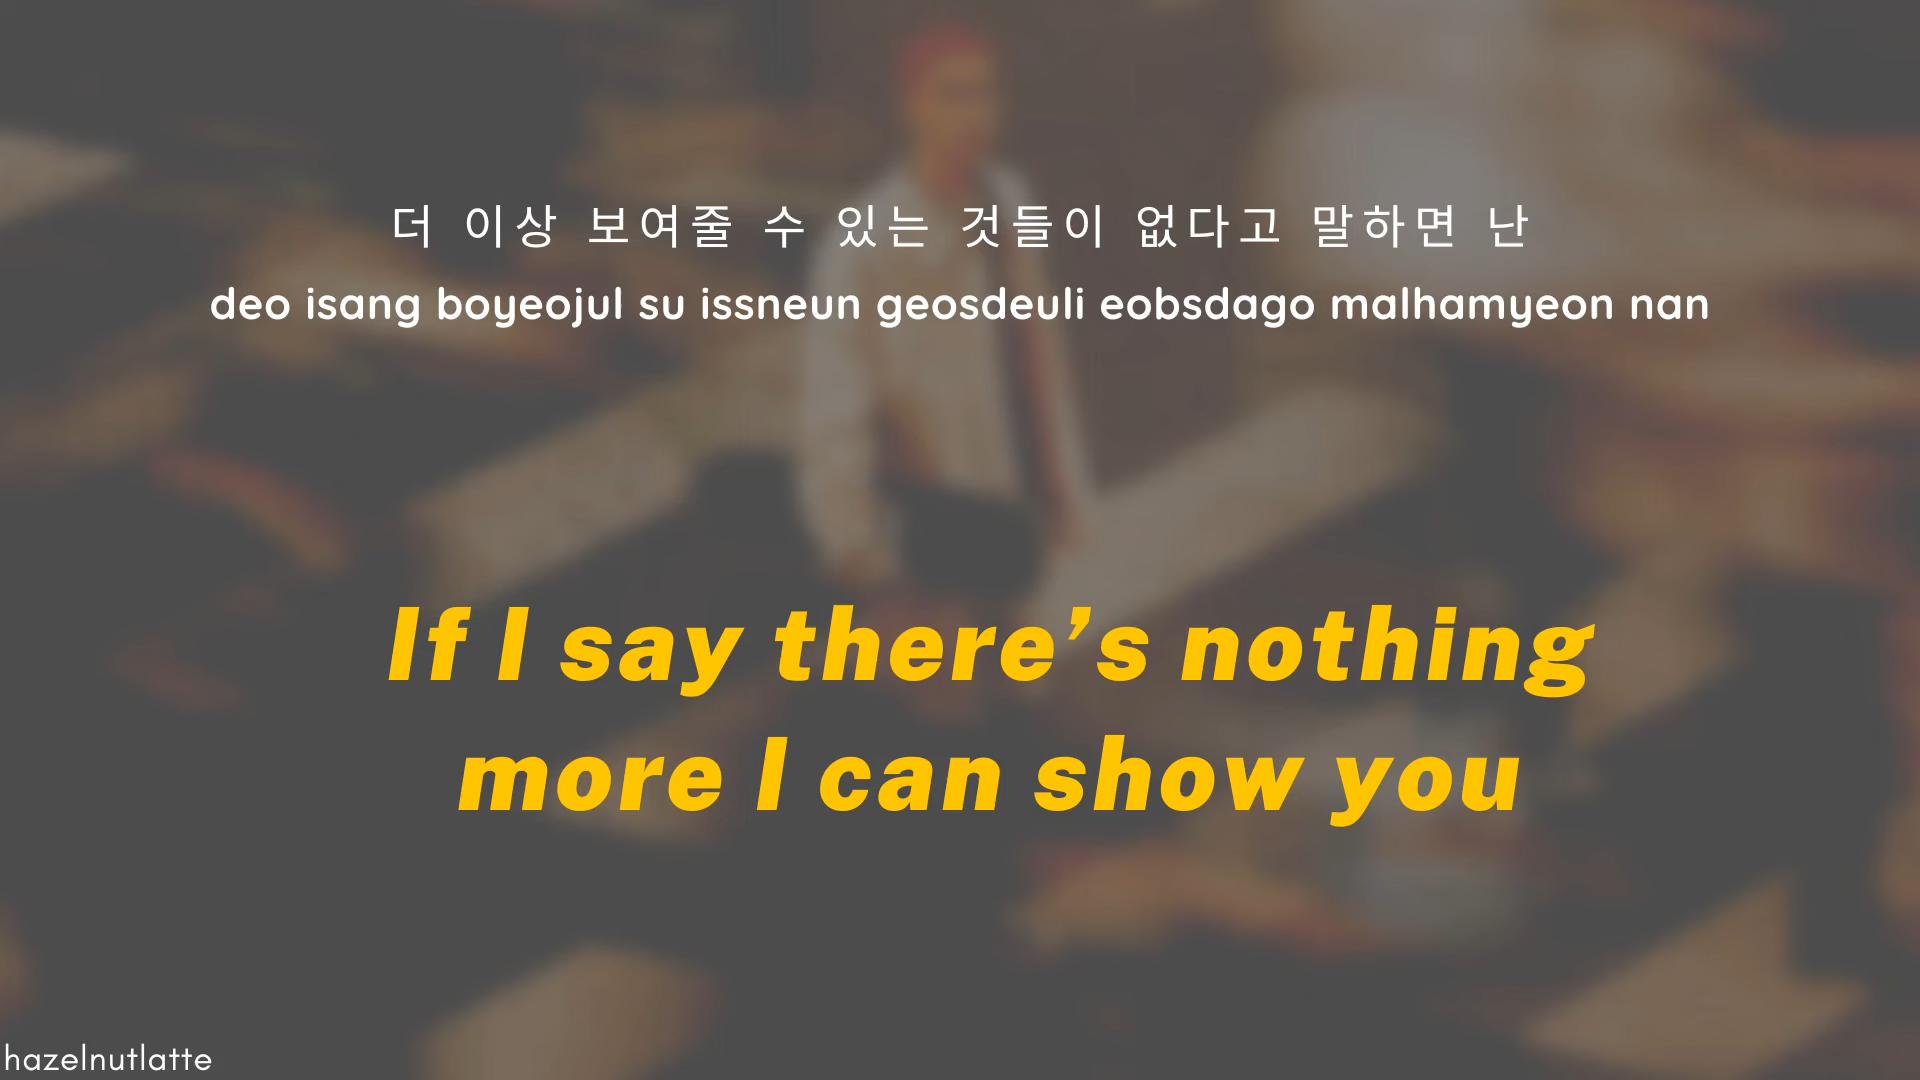 더 이상 보여줄 수 있는 것들이 없다고 말하면 난
deo isang boyeojul su issneun geosdeuli eobsdago malhamyeon nan
If I say there’s nothing
more I can show you
hazelnutlatte